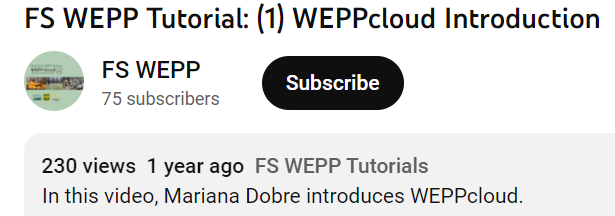 FS WEPP Tutorial: (1) WEPPcloud Introduction
FS WEPP
75 subscribers
Subscribe
230 views 1 year ago FS WEPP Tutorials
In this video, Mariana Dobre introduces WEPPcloud.